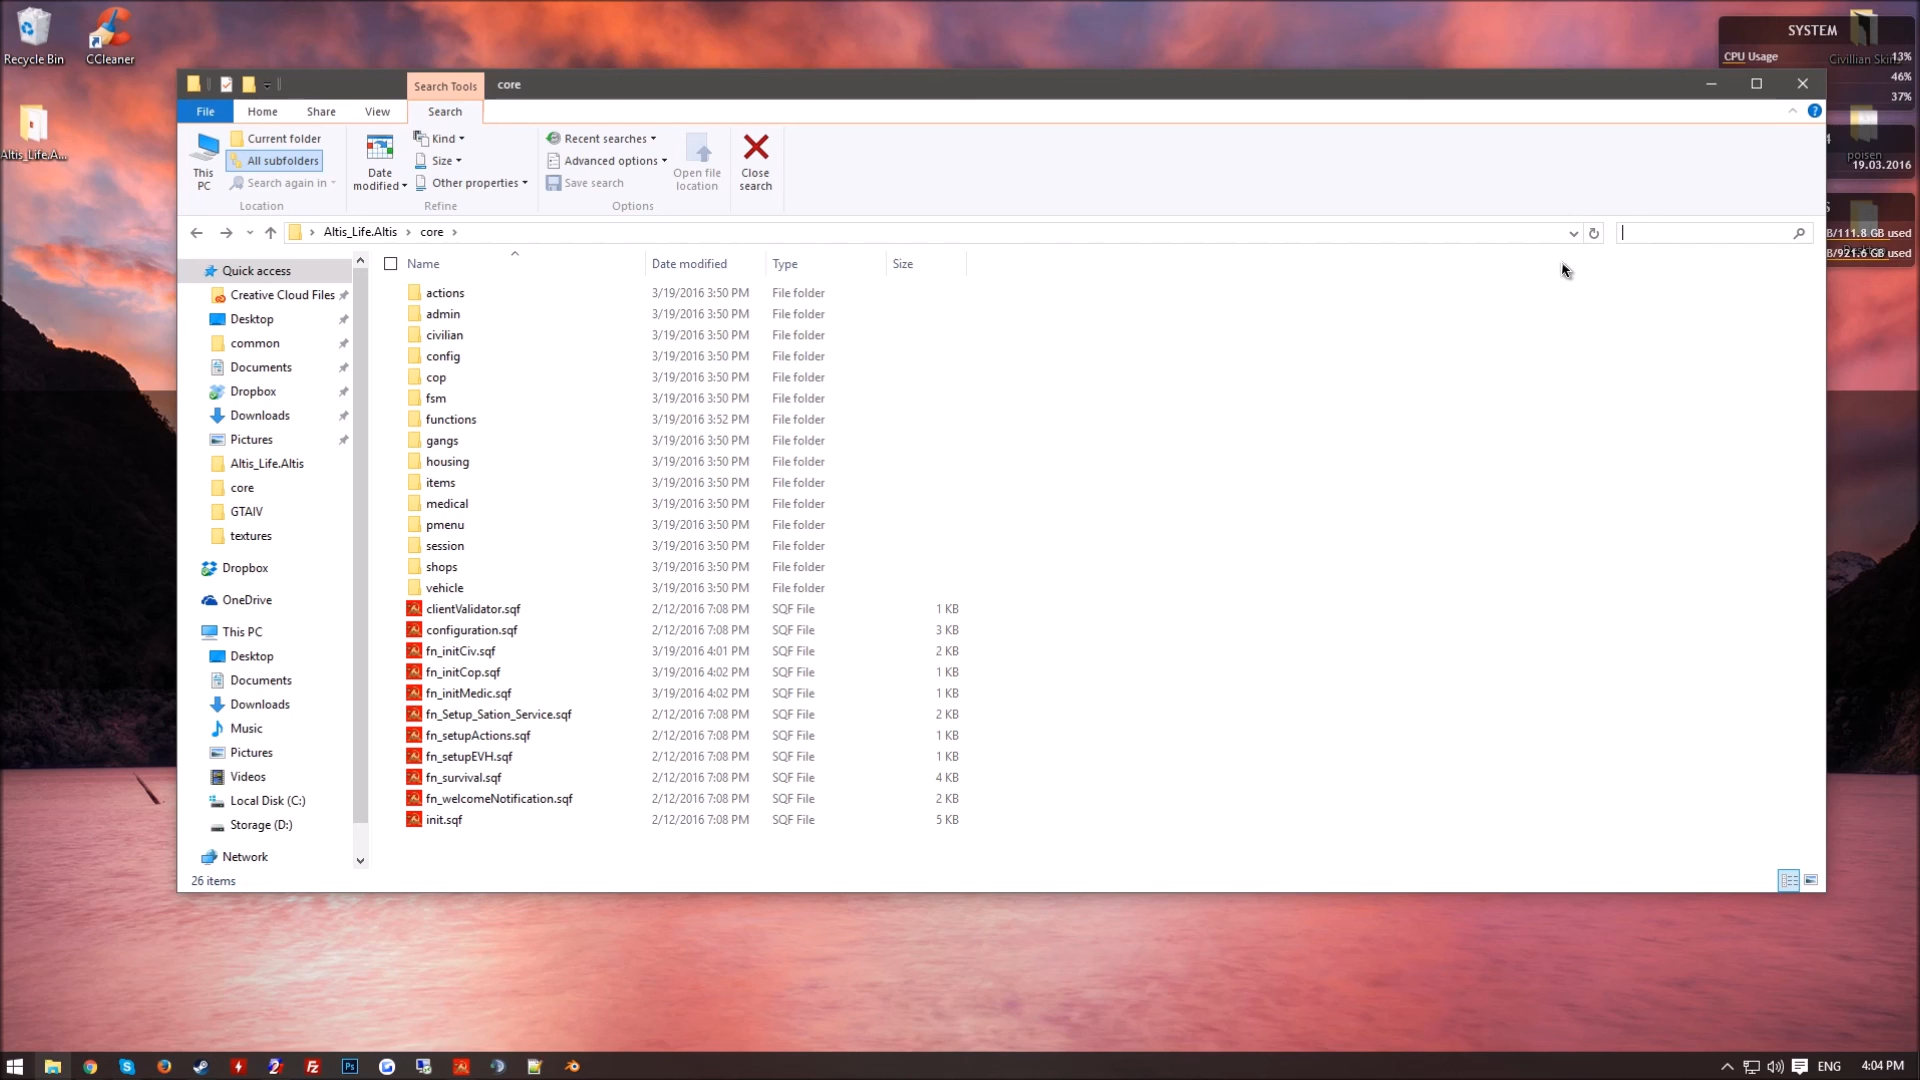 Recycle Bin
CCleaner
Altis_Life.A...
SYSTEM
CPU Usage
13%
46%
37%
19.03.2016
B/111.8 GB used
B/921.6 GB used
Civillian Skins
poisen
Search Tools
core
File
Home
Share
View
Search
This PC
Current folder
All subfolders
Search again in
Location
Date modified
Kind
Size
Other properties
Refine
Recent searches
Advanced options
Save search
Options
Open file location
Close search
Altis_Life.Altis
core
Quick access
Creative Cloud Files
Desktop
common
Documents
Dropbox
Downloads
Pictures
Altis_Life.Altis
core
GTAIV
textures
Dropbox
OneDrive
This PC
Desktop
Documents
Downloads
Music
Pictures
Videos
Local Disk (C:)
Storage (D:)
Network
26 items
Name Date modified Type Size
actions 3/19/2016 3:50 PM File folder
admin 3/19/2016 3:50 PM File folder
civilian 3/19/2016 3:50 PM File folder
config 3/19/2016 3:50 PM File folder
cop 3/19/2016 3:50 PM File folder
fsm 3/19/2016 3:50 PM File folder
functions 3/19/2016 3:52 PM File folder
gangs 3/19/2016 3:50 PM File folder
housing 3/19/2016 3:50 PM File folder
items 3/19/2016 3:50 PM File folder
medical 3/19/2016 3:50 PM File folder
pmenu 3/19/2016 3:50 PM File folder
session 3/19/2016 3:50 PM File folder
shops 3/19/2016 3:50 PM File folder
vehicle 3/19/2016 3:50 PM File folder
clientValidator.sqf 2/12/2016 7:08 PM SQF File 1 KB
configuration.sqf 2/12/2016 7:08 PM SQF File 3 KB
fn_initCiv.sqf 3/19/2016 4:01 PM SQF File 2 KB
fn_initCop.sqf 3/19/2016 4:02 PM SQF File 1 KB
fn_initMedic.sqf 3/19/2016 4:02 PM SQF File 1 KB
fn_Setup_Sation_Service.sqf 2/12/2016 7:08 PM SQF File 2 KB
fn_setupActions.sqf 2/12/2016 7:08 PM SQF File 1 KB
fn_setupEVH.sqf 2/12/2016 7:08 PM SQF File 1 KB
fn_survival.sqf 2/12/2016 7:08 PM SQF File 4 KB
fn_welcomeNotification.sqf 2/12/2016 7:08 PM SQF File 2 KB
init.sqf 2/12/2016 7:08 PM SQF File 5 KB
ENG
4:04 PM